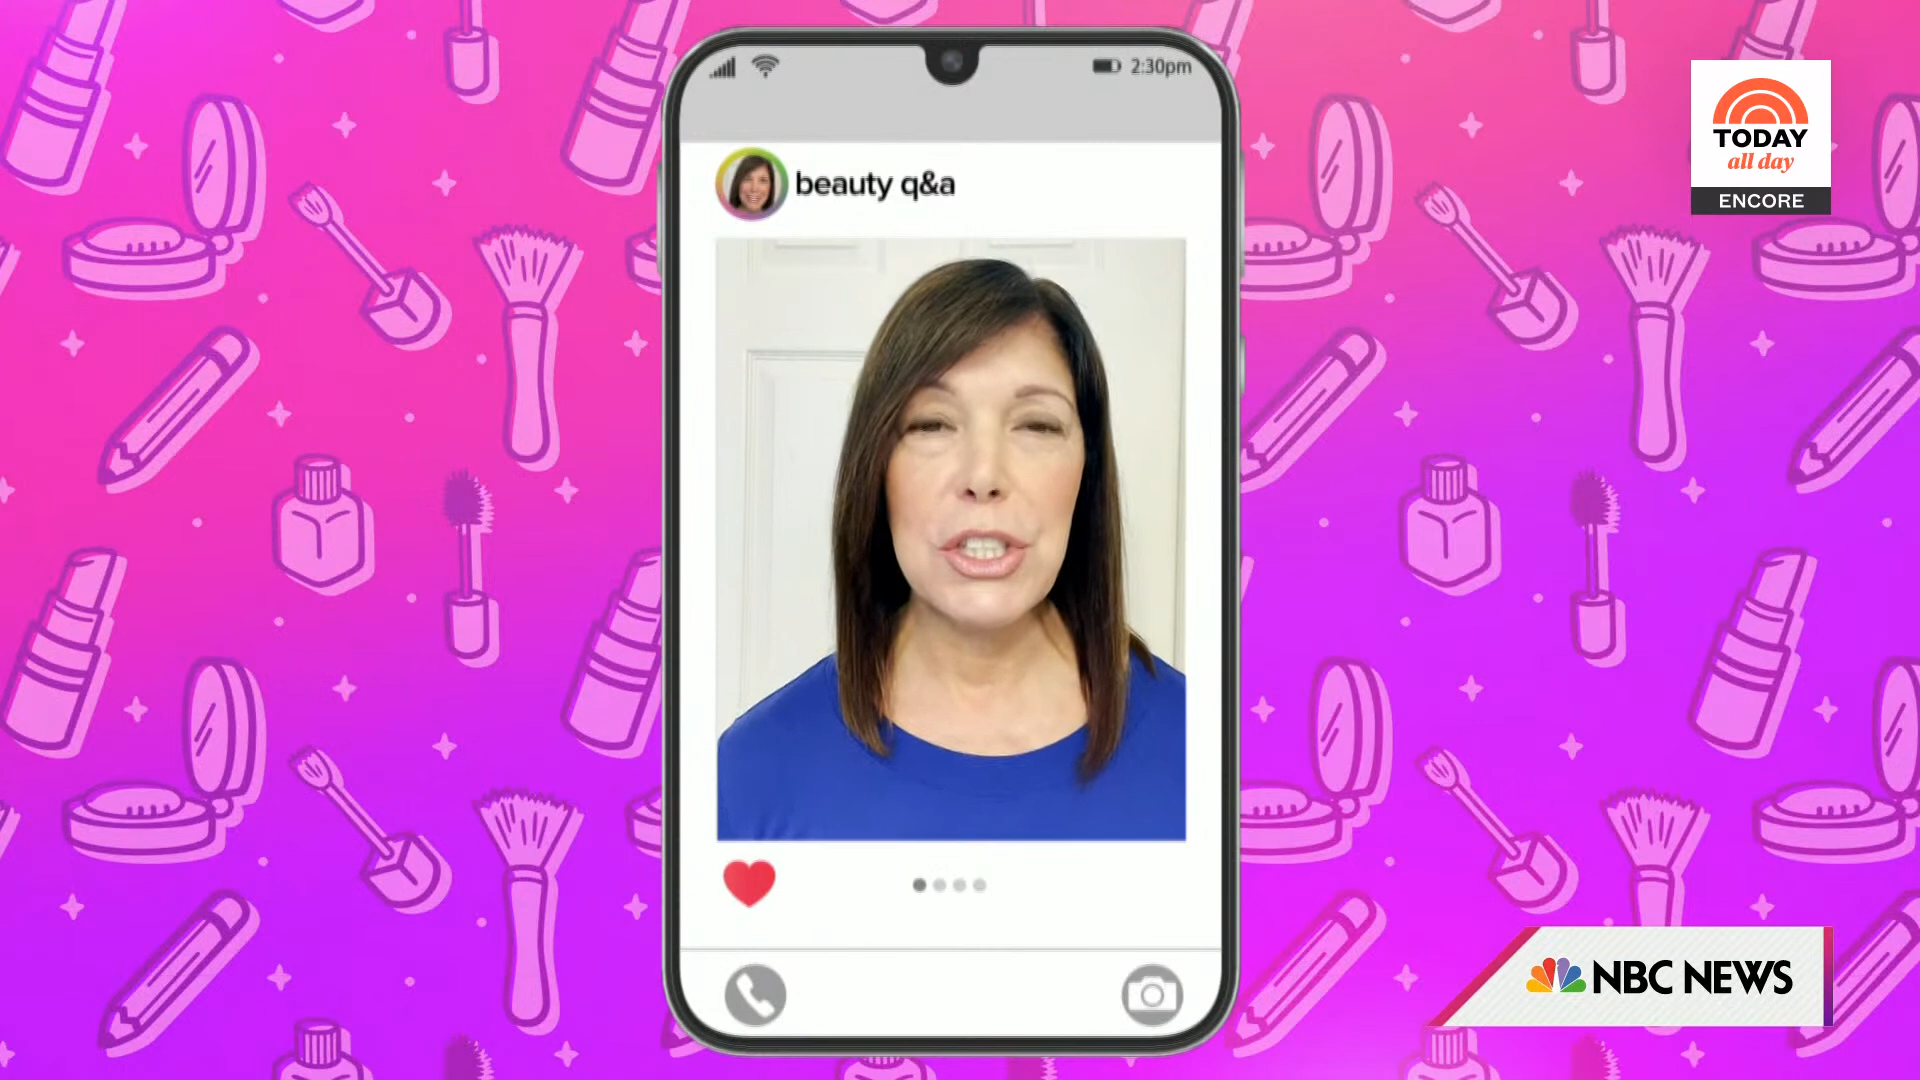 2:30pm
beauty q&a
TODAY
all day
ENCORE
NBC NEWS